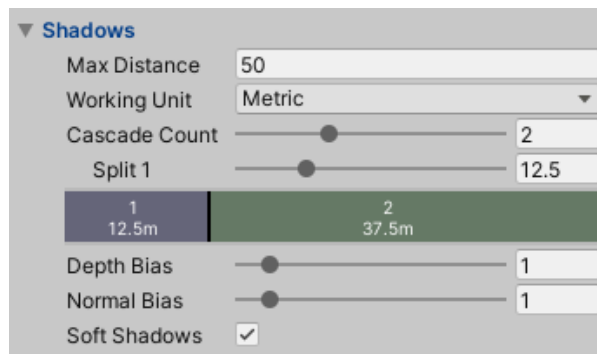 Shadows
Max Distance 50
Working Unit Metric
Cascade Count 2
Split 1 12.5
1 2
12.5m 37.5m
Depth Bias 1
Normal Bias 1
Soft Shadows